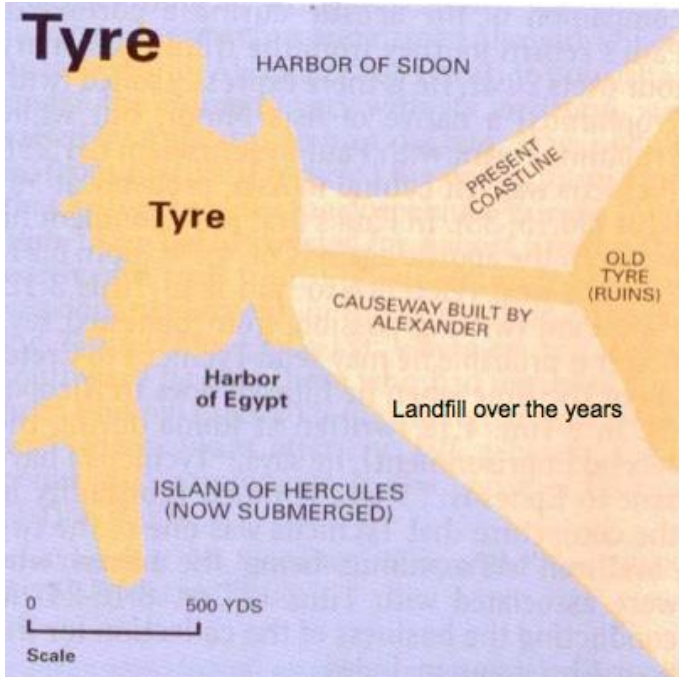 Tyre
HARBOR OF SIDON
PRESENT
COASTLINE
Tyre
OLD
TYRE
(RUINS)
CAUSEWAY BUILT BY
ALEXANDER
Harbor
of Egypt
Landfill over the years
ISLAND OF HERCULES
(NOW SUBMERGED)
0 500 YDS
Scale